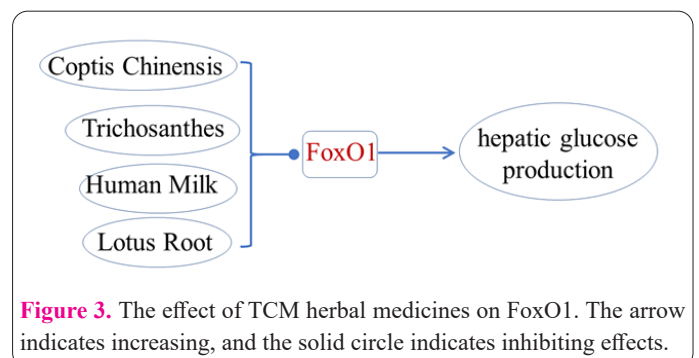 Coptis Chinensis
Trichosanthes
Human Milk
Lotus Root
FoxO1
hepatic glucose
production
Figure 3. The effect of TCM herbal medicines on FoxO1. The arrow
indicates increasing, and the solid circle indicates inhibiting effects.